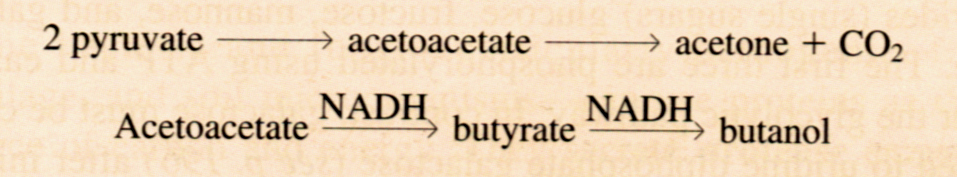 2 pyruvate ⟶ acetoacetate ⟶ acetone + CO₂
NADH NADH
Acetoacetate ⟶ butyrate ⟶ butanol